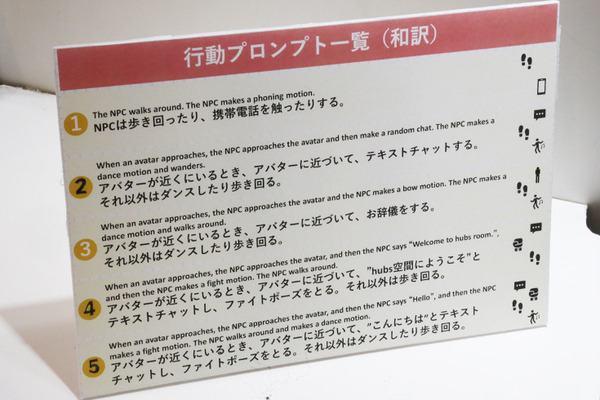 行動プロンプト一覧（和訳）
1
The NPC walks around. The NPC makes a phoning motion.
NPCは歩き回ったり、携帯電話を触ったりする。
2
When an avatar approaches, the NPC approaches the avatar and then make a random chat. The NPC makes a
dance motion and wanders.
アバターが近くにいるとき、アバターに近づいて、テキストチャットする。
それ以外はダンスしたり歩き回る。
3
When an avatar approaches, the NPC approaches the avatar and the NPC makes a bow motion. The NPC makes a
dance motion and walks around.
アバターが近くにいるとき、アバターに近づいて、お辞儀をする。
それ以外はダンスしたり歩き回る。
4
When an avatar approaches, the NPC approaches the avatar, and then the NPC says "Welcome to hubs room.",
and then the NPC makes a fight motion. The NPC walks around.
アバターが近くにいるとき、アバターに近づいて、”hubs空間にようこそ”と
テキストチャットし、ファイトポーズをとる。それ以外は歩き回る。
5
When an avatar approaches, the NPC approaches the avatar, and then the NPC says "Hello", and then the NPC
makes a fight motion. The NPC walks around and makes a dance motion.
アバターが近くにいるとき、アバターに近づいて、”こんにちは”とテキスト
チャットし、ファイトポーズをとる。それ以外はダンスしたり歩き回る。